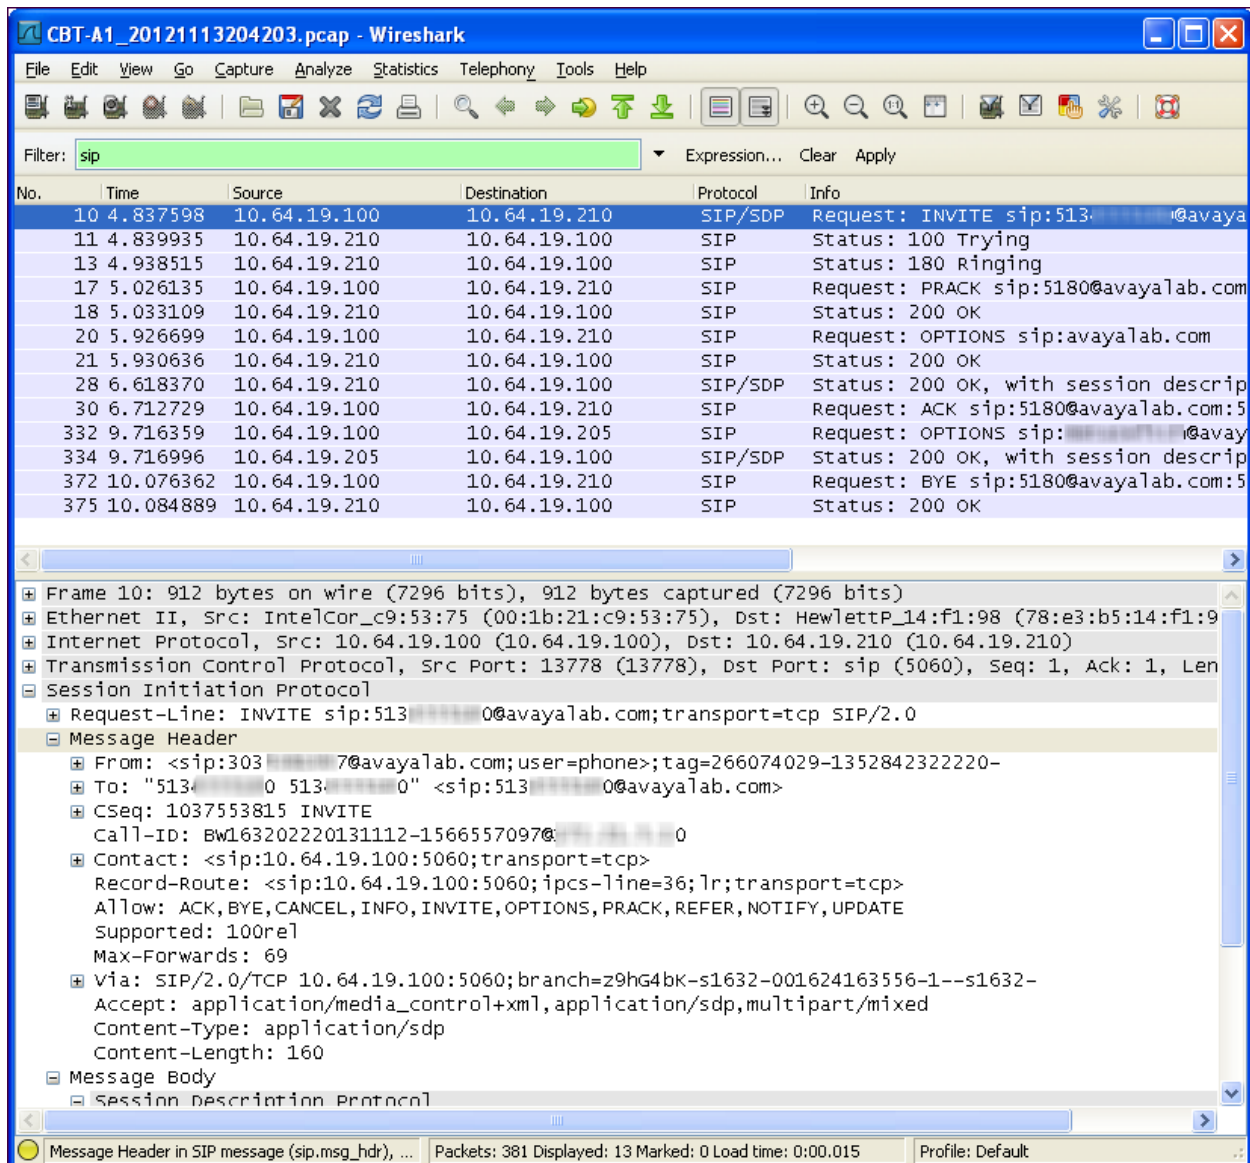 CBT-A1_20121113204203.pcap - Wireshark
File Edit View Go Capture Analyze Statistics Telephony Tools Help
Filter: sip Expression... Clear Apply
No. Time Source Destination Protocol Info
10 4.837598 10.64.19.100 10.64.19.210 SIP/SDP Request: INVITE sip:513 @avaya
11 4.839935 10.64.19.210 10.64.19.100 SIP Status: 100 Trying
13 4.938515 10.64.19.210 10.64.19.100 SIP Status: 180 Ringing
17 5.026135 10.64.19.100 10.64.19.210 SIP Request: PRACK sip:5180@avayalab.com
18 5.033109 10.64.19.210 10.64.19.100 SIP Status: 200 OK
20 5.926699 10.64.19.100 10.64.19.210 SIP Request: OPTIONS sip:avayalab.com
21 5.930636 10.64.19.210 10.64.19.100 SIP Status: 200 OK
28 6.618370 10.64.19.210 10.64.19.100 SIP/SDP Status: 200 OK, with session descrip
30 6.712729 10.64.19.100 10.64.19.210 SIP Request: ACK sip:5180@avayalab.com:5
332 9.716359 10.64.19.100 10.64.19.205 SIP Request: OPTIONS sip: @avay
334 9.716996 10.64.19.205 10.64.19.100 SIP/SDP Status: 200 OK, with session descrip
372 10.076362 10.64.19.100 10.64.19.210 SIP Request: BYE sip:5180@avayalab.com:5
375 10.084889 10.64.19.210 10.64.19.100 SIP Status: 200 OK
Frame 10: 912 bytes on wire (7296 bits), 912 bytes captured (7296 bits)
Ethernet II, Src: IntelCor_c9:53:75 (00:1b:21:c9:53:75), Dst: HewlettP_14:f1:98 (78:e3:b5:14:f1:9
Internet Protocol, Src: 10.64.19.100 (10.64.19.100), Dst: 10.64.19.210 (10.64.19.210)
Transmission Control Protocol, Src Port: 13778 (13778), Dst Port: sip (5060), Seq: 1, Ack: 1, Len
Session Initiation Protocol
Request-Line: INVITE sip:513 0@avayalab.com;transport=tcp SIP/2.0
Message Header
From: <sip:303 7@avayalab.com;user=phone>;tag=266074029-1352842322220-
To: "513 0 513 0" <sip:513 0@avayalab.com>
CSeq: 1037553815 INVITE
Call-ID: BW163202220131112-1566557097@ 0
Contact: <sip:10.64.19.100:5060;transport=tcp>
Record-Route: <sip:10.64.19.100:5060;ipcs-line=36;lr;transport=tcp>
Allow: ACK,BYE,CANCEL,INFO,INVITE,OPTIONS,PRACK,REFER,NOTIFY,UPDATE
Supported: 100rel
Max-Forwards: 69
Via: SIP/2.0/TCP 10.64.19.100:5060;branch=z9hG4bK-s1632-001624163556-1--s1632-
Accept: application/media_control+xml,application/sdp,multipart/mixed
Content-Type: application/sdp
Content-Length: 160
Message Body
Session Description Protocol
Message Header in SIP message (sip.msg_hdr), ... Packets: 381 Displayed: 13 Marked: 0 Load time: 0:00.015 Profile: Default